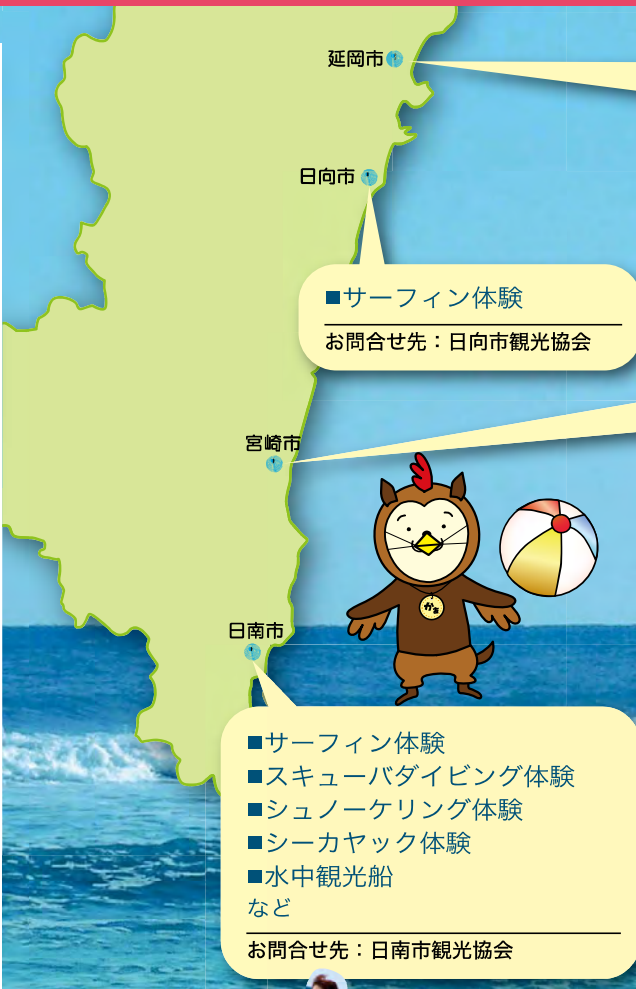 延岡市
日向市
■サーフィン体験
お問合せ先：日向市観光協会
宮崎市
かぁ
日南市
■サーフィン体験
■スキューバダイビング体験
■シュノーケリング体験
■シーカヤック体験
■水中観光船
など
お問合せ先：日南市観光協会